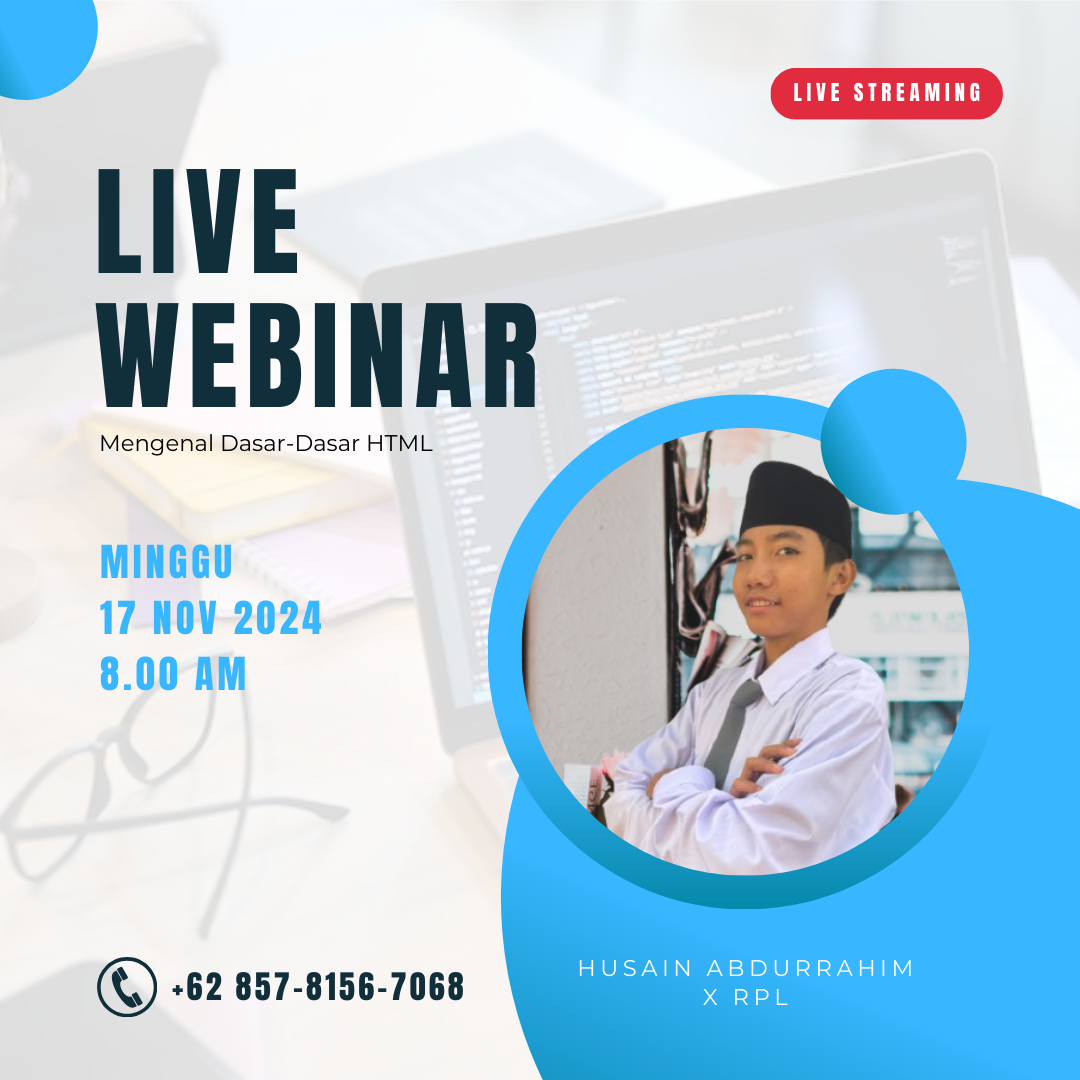 LIVE STREAMING
LIVE
WEBINAR
Mengenal Dasar-Dasar HTML
MINGGU
17 NOV 2024
8.00 AM
+62 857-8156-7068
HUSAIN ABDURRAHIM
X RPL